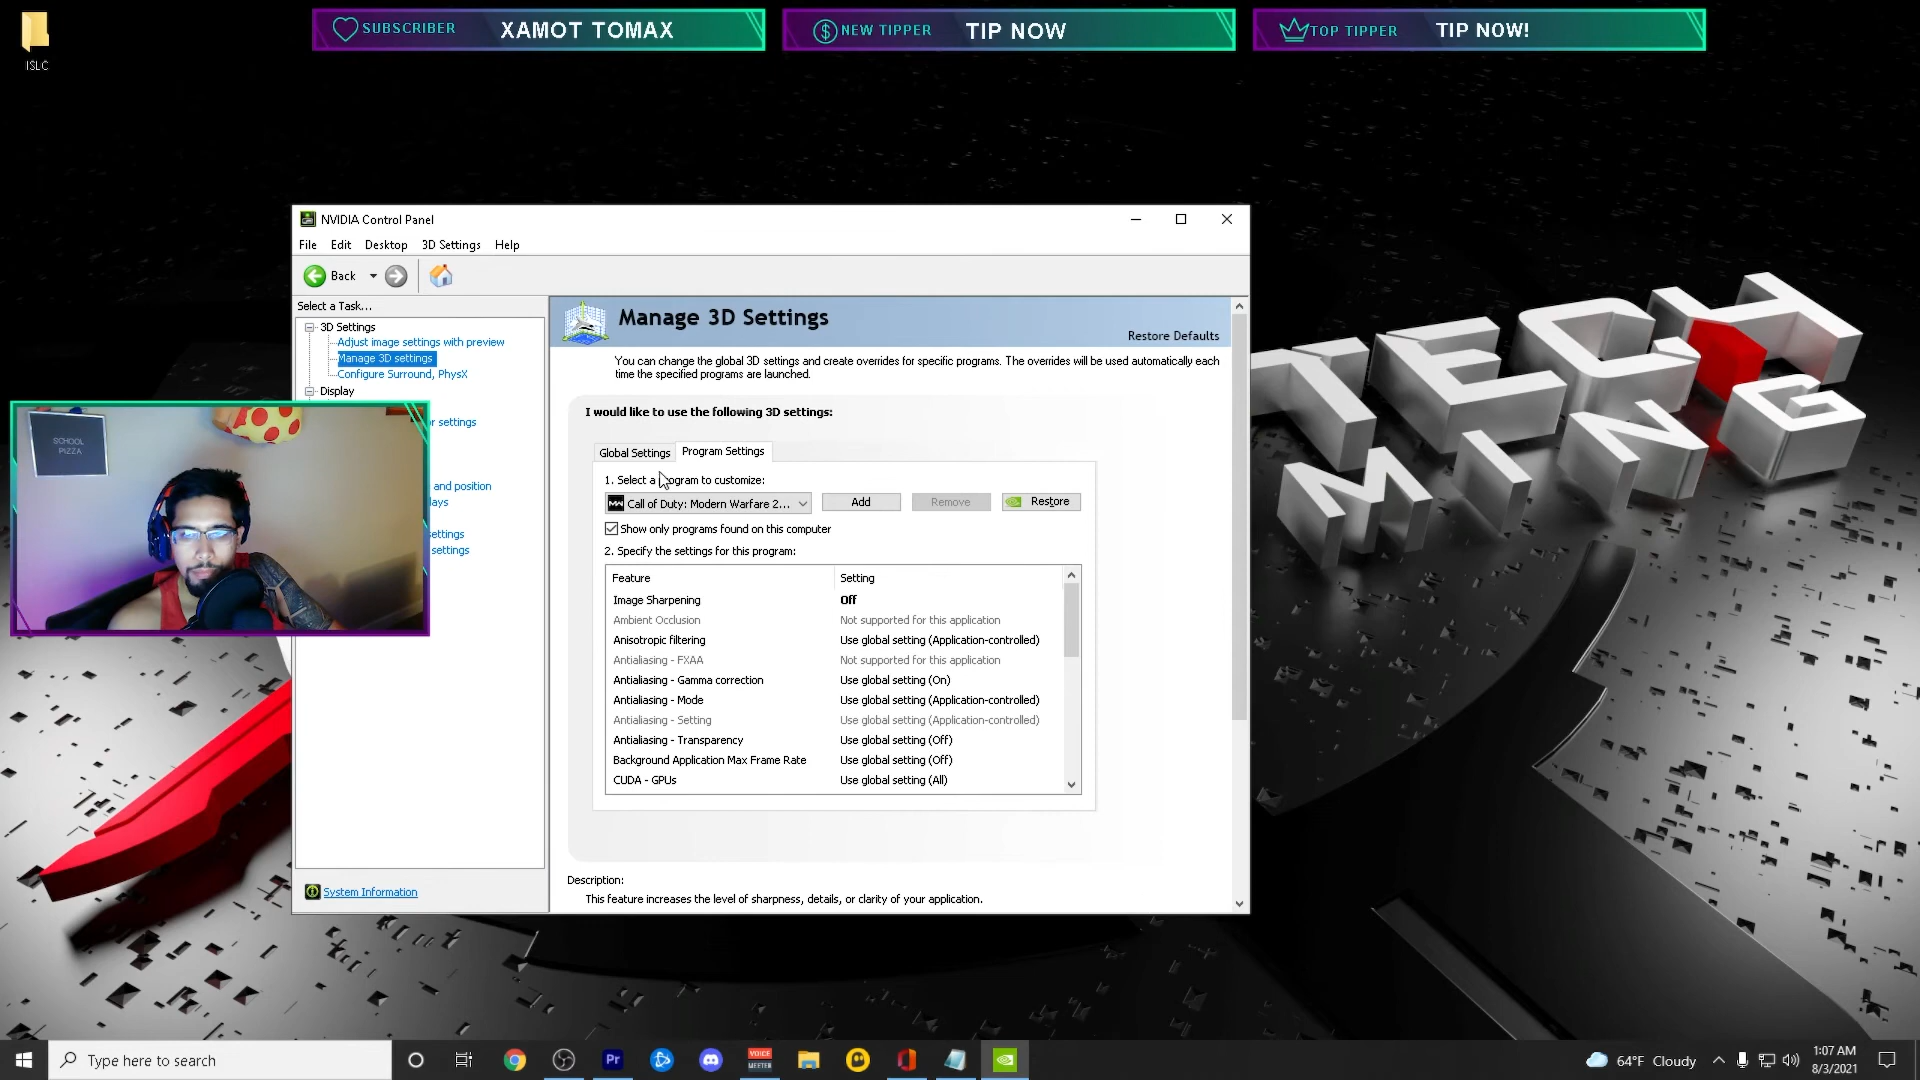 SUBSCRIBER XAMOT TOMAX
NEW TIPPER TIP NOW
TOP TIPPER TIP NOW!
ISLC
NVIDIA Control Panel
File Edit Desktop 3D Settings Help
Back
Select a Task...
3D Settings
Adjust image settings with preview
Manage 3D settings
Configure Surround, PhysX
Display
r settings
and position
lays
settings
settings
System Information
Manage 3D Settings
Restore Defaults
You can change the global 3D settings and create overrides for specific programs. The overrides will be used automatically each
time the specified programs are launched.
I would like to use the following 3D settings:
Global Settings Program Settings
1. Select a program to customize:
Call of Duty: Modern Warfare 2... Add Remove Restore
Show only programs found on this computer
2. Specify the settings for this program:
Feature Setting
Image Sharpening Off
Ambient Occlusion Not supported for this application
Anisotropic filtering Use global setting (Application-controlled)
Antialiasing - FXAA Not supported for this application
Antialiasing - Gamma correction Use global setting (On)
Antialiasing - Mode Use global setting (Application-controlled)
Antialiasing - Setting Use global setting (Application-controlled)
Antialiasing - Transparency Use global setting (Off)
Background Application Max Frame Rate Use global setting (Off)
CUDA - GPUs Use global setting (All)
Description:
This feature increases the level of sharpness, details, or clarity of your application.
SCHOOL
PIZZA
TECH
MING
Type here to search
Pr
VOICE
MEETER
64°F Cloudy
1:07 AM
8/3/2021